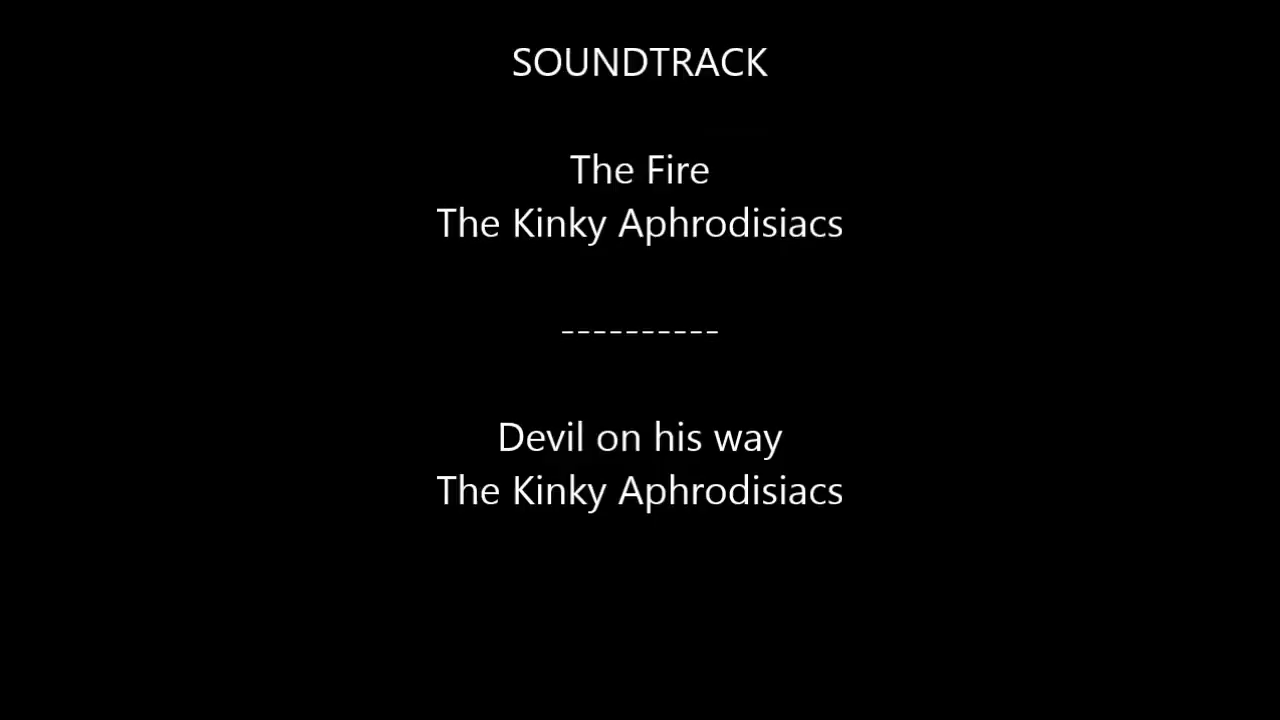 SOUNDTRACK
The Fire
The Kinky Aphrodisiacs
----------
Devil on his way
The Kinky Aphrodisiacs